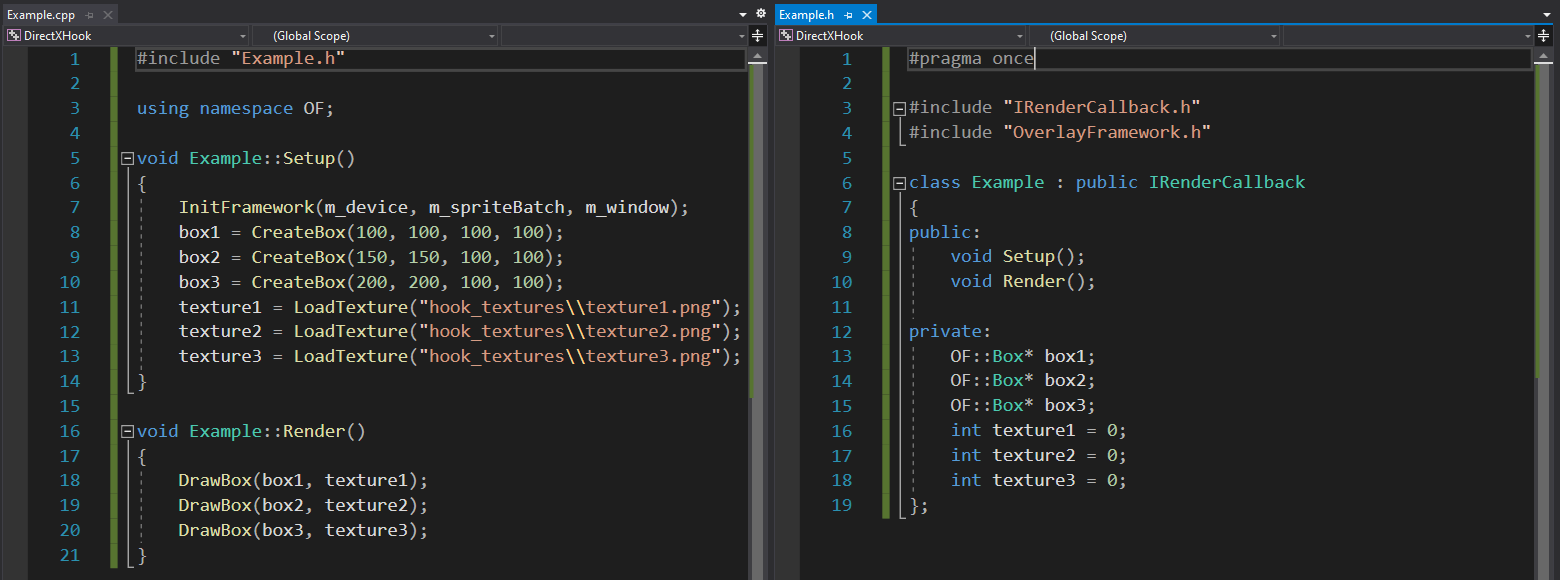 Example.cpp
DirectXHook (Global Scope)
1 #include "Example.h"
2
3 using namespace OF;
4
5 void Example::Setup()
6 {
7 InitFramework(m_device, m_spriteBatch, m_window);
8 box1 = CreateBox(100, 100, 100, 100);
9 box2 = CreateBox(150, 150, 100, 100);
10 box3 = CreateBox(200, 200, 100, 100);
11 texture1 = LoadTexture("hook_textures\\texture1.png");
12 texture2 = LoadTexture("hook_textures\\texture2.png");
13 texture3 = LoadTexture("hook_textures\\texture3.png");
14 }
15
16 void Example::Render()
17 {
18 DrawBox(box1, texture1);
19 DrawBox(box2, texture2);
20 DrawBox(box3, texture3);
21 }
Example.h
DirectXHook (Global Scope)
1 #pragma once
2
3 #include "IRenderCallback.h"
4 #include "OverlayFramework.h"
5
6 class Example : public IRenderCallback
7 {
8 public:
9 void Setup();
10 void Render();
11
12 private:
13 OF::Box* box1;
14 OF::Box* box2;
15 OF::Box* box3;
16 int texture1 = 0;
17 int texture2 = 0;
18 int texture3 = 0;
19 };